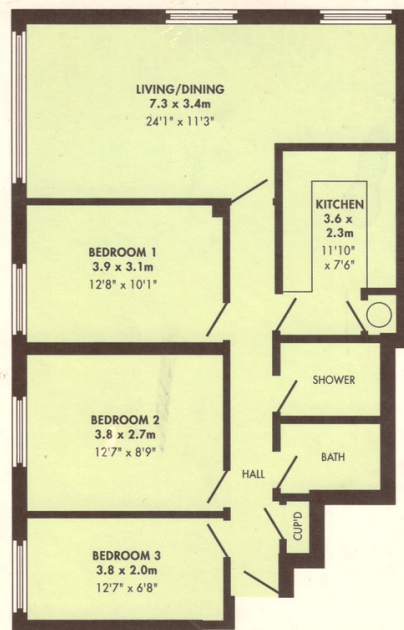 LIVING/DINING
7.3 x 3.4m
24'1" x 11'3"
KITCHEN
3.6 x
2.3m
11'10"
x 7'6"
BEDROOM 1
3.9 x 3.1m
12'8" x 10'1"
SHOWER
BEDROOM 2
3.8 x 2.7m
12'7" x 8'9"
BATH
HALL
CUP'D
BEDROOM 3
3.8 x 2.0m
12'7" x 6'8"